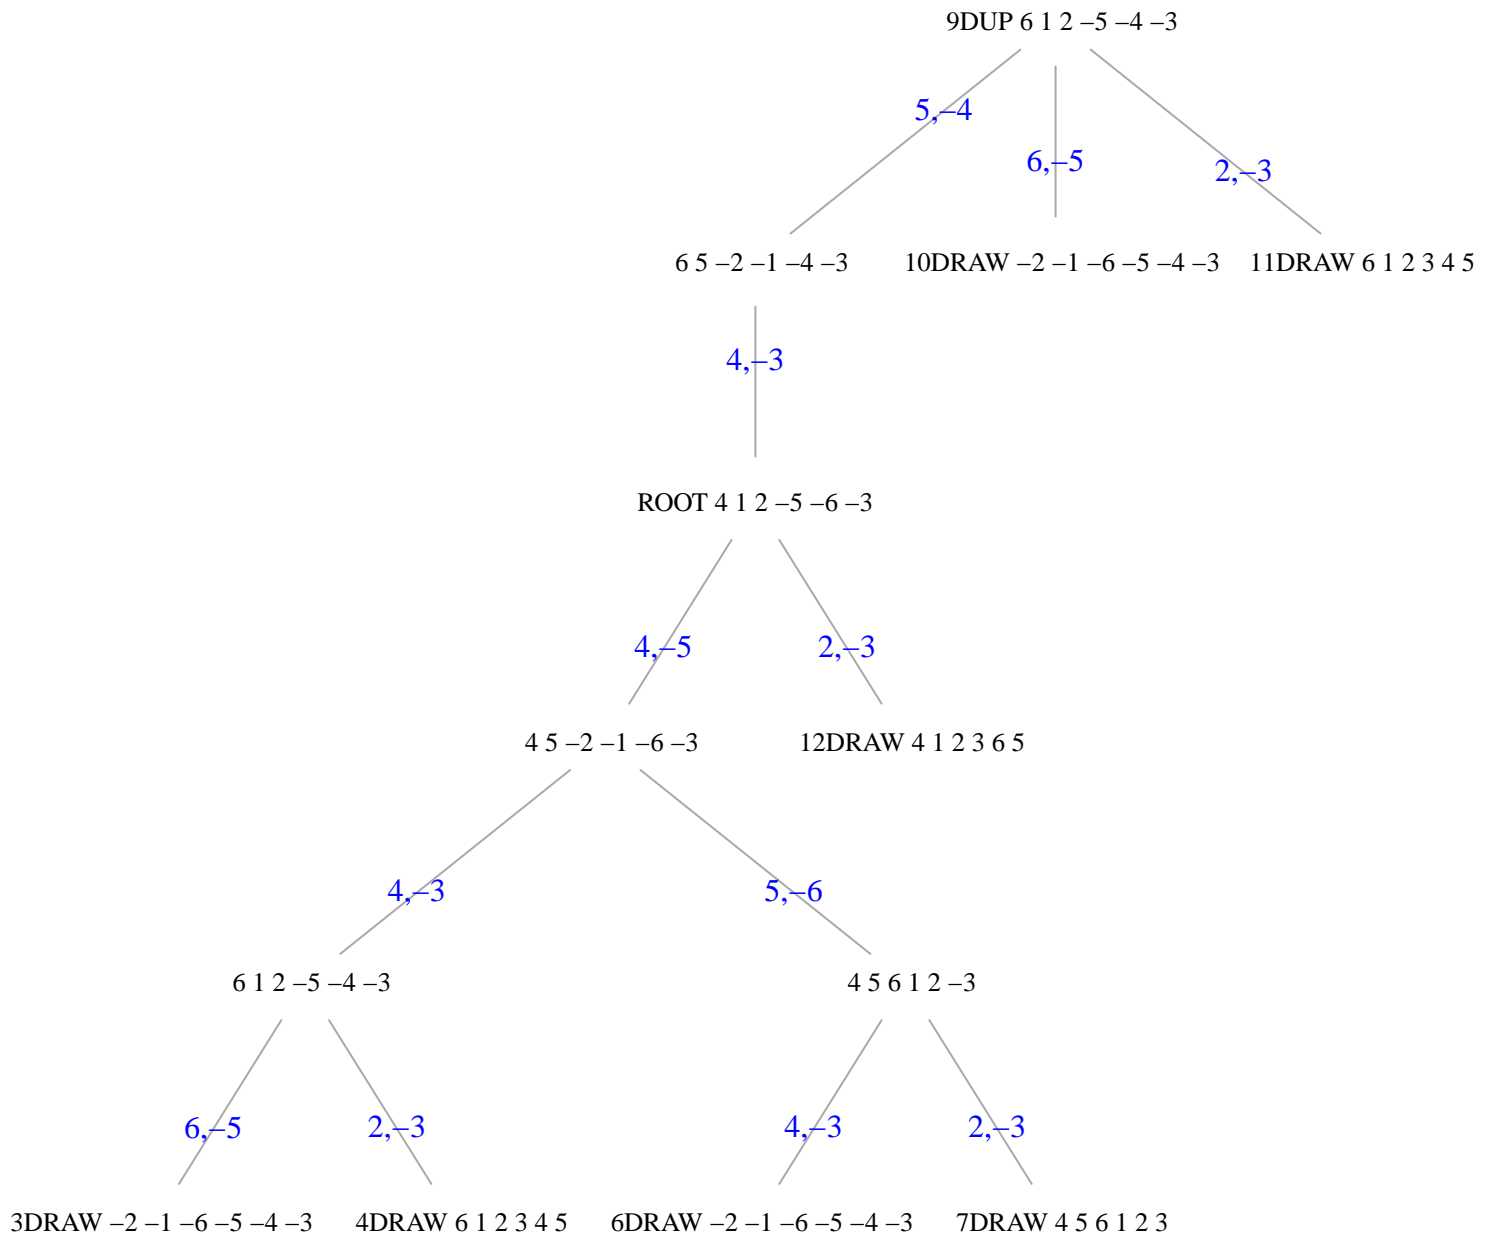 9DUP 6 1 2 –5 –4 –3
5,–4
6,–5
2,–3
6 5 –2 –1 –4 –3
10DRAW –2 –1 –6 –5 –4 –3
11DRAW 6 1 2 3 4 5
4,–3
ROOT 4 1 2 –5 –6 –3
4,–5
2,–3
4 5 –2 –1 –6 –3
12DRAW 4 1 2 3 6 5
4,–3
5,–6
6 1 2 –5 –4 –3
4 5 6 1 2 –3
6,–5
2,–3
4,–3
2,–3
3DRAW –2 –1 –6 –5 –4 –3
4DRAW 6 1 2 3 4 5
6DRAW –2 –1 –6 –5 –4 –3
7DRAW 4 5 6 1 2 3